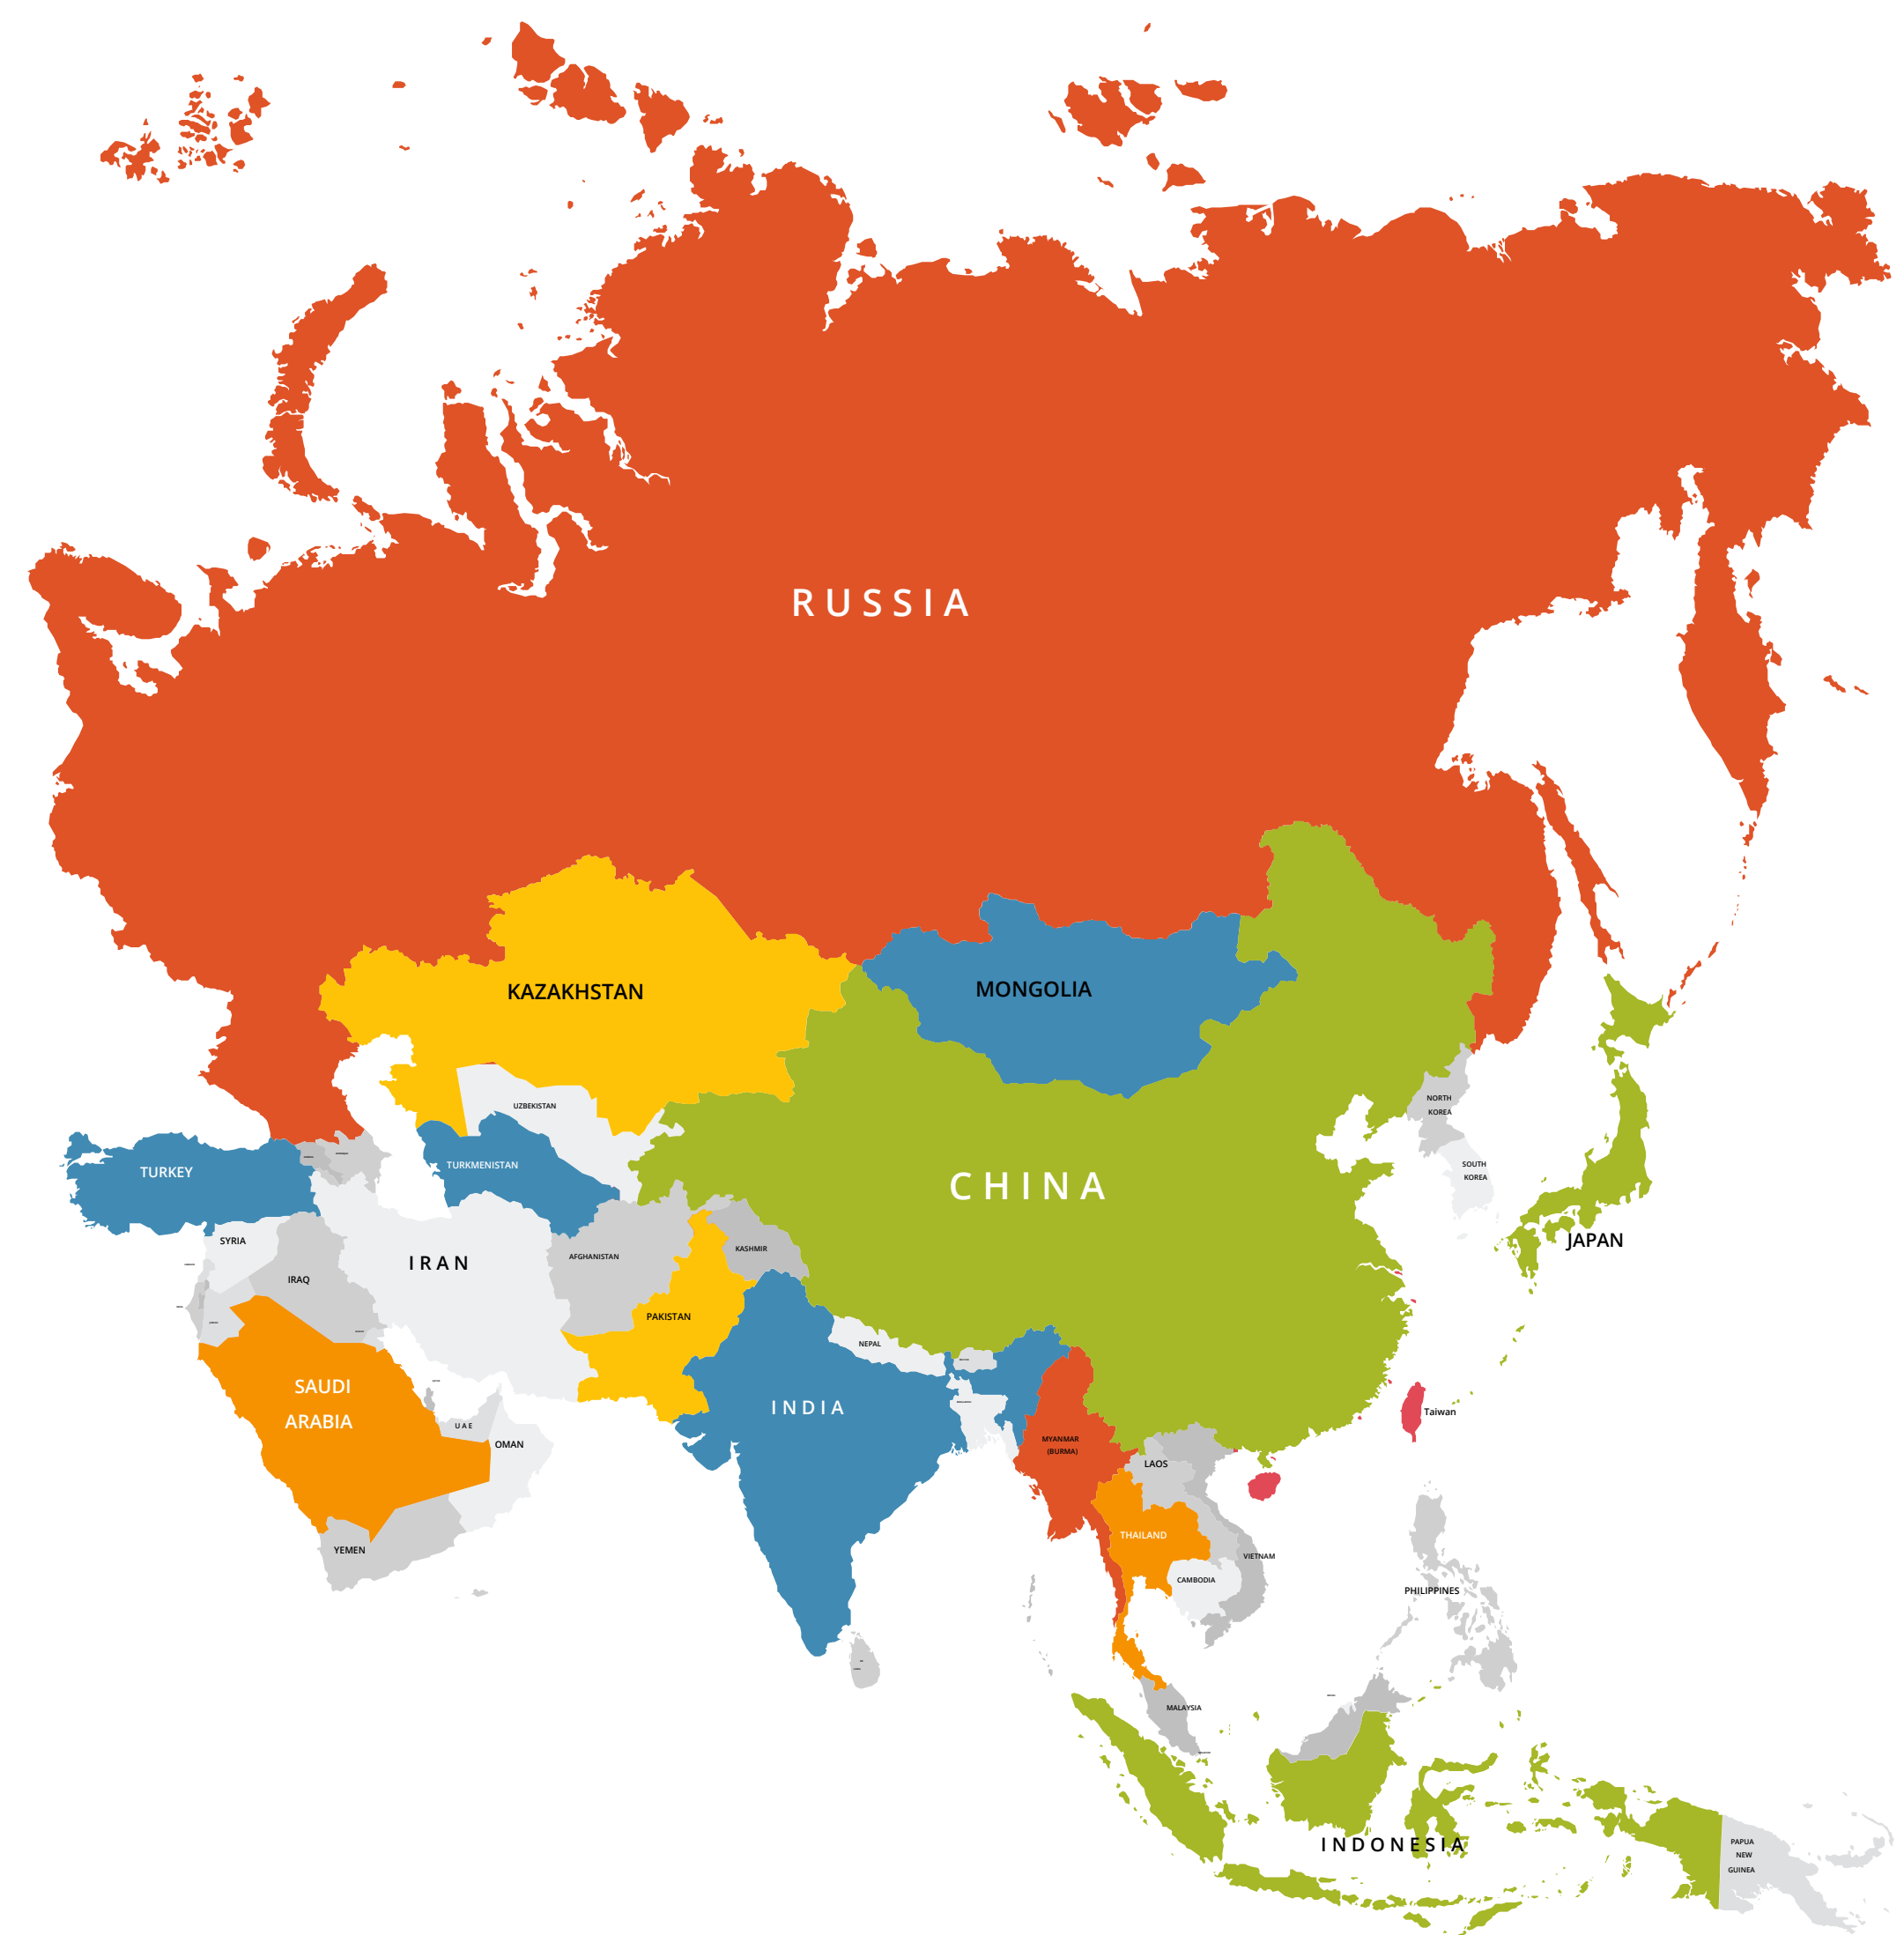 RUSSIA
KAZAKHSTAN
MONGOLIA
UZBEKISTAN
NORTH
KOREA
TURKEY
TURKMENISTAN
CHINA
SOUTH
KOREA
SYRIA
IRAN
AFGHANISTAN
KASHMIR
JAPAN
IRAQ
PAKISTAN
NEPAL
SAUDI
ARABIA
INDIA
Taiwan
UAE
OMAN
MYANMAR
(BURMA)
LAOS
YEMEN
THAILAND
VIETNAM
CAMBODIA
PHILIPPINES
MALAYSIA
INDONESIA
PAPUA
NEW
GUINEA